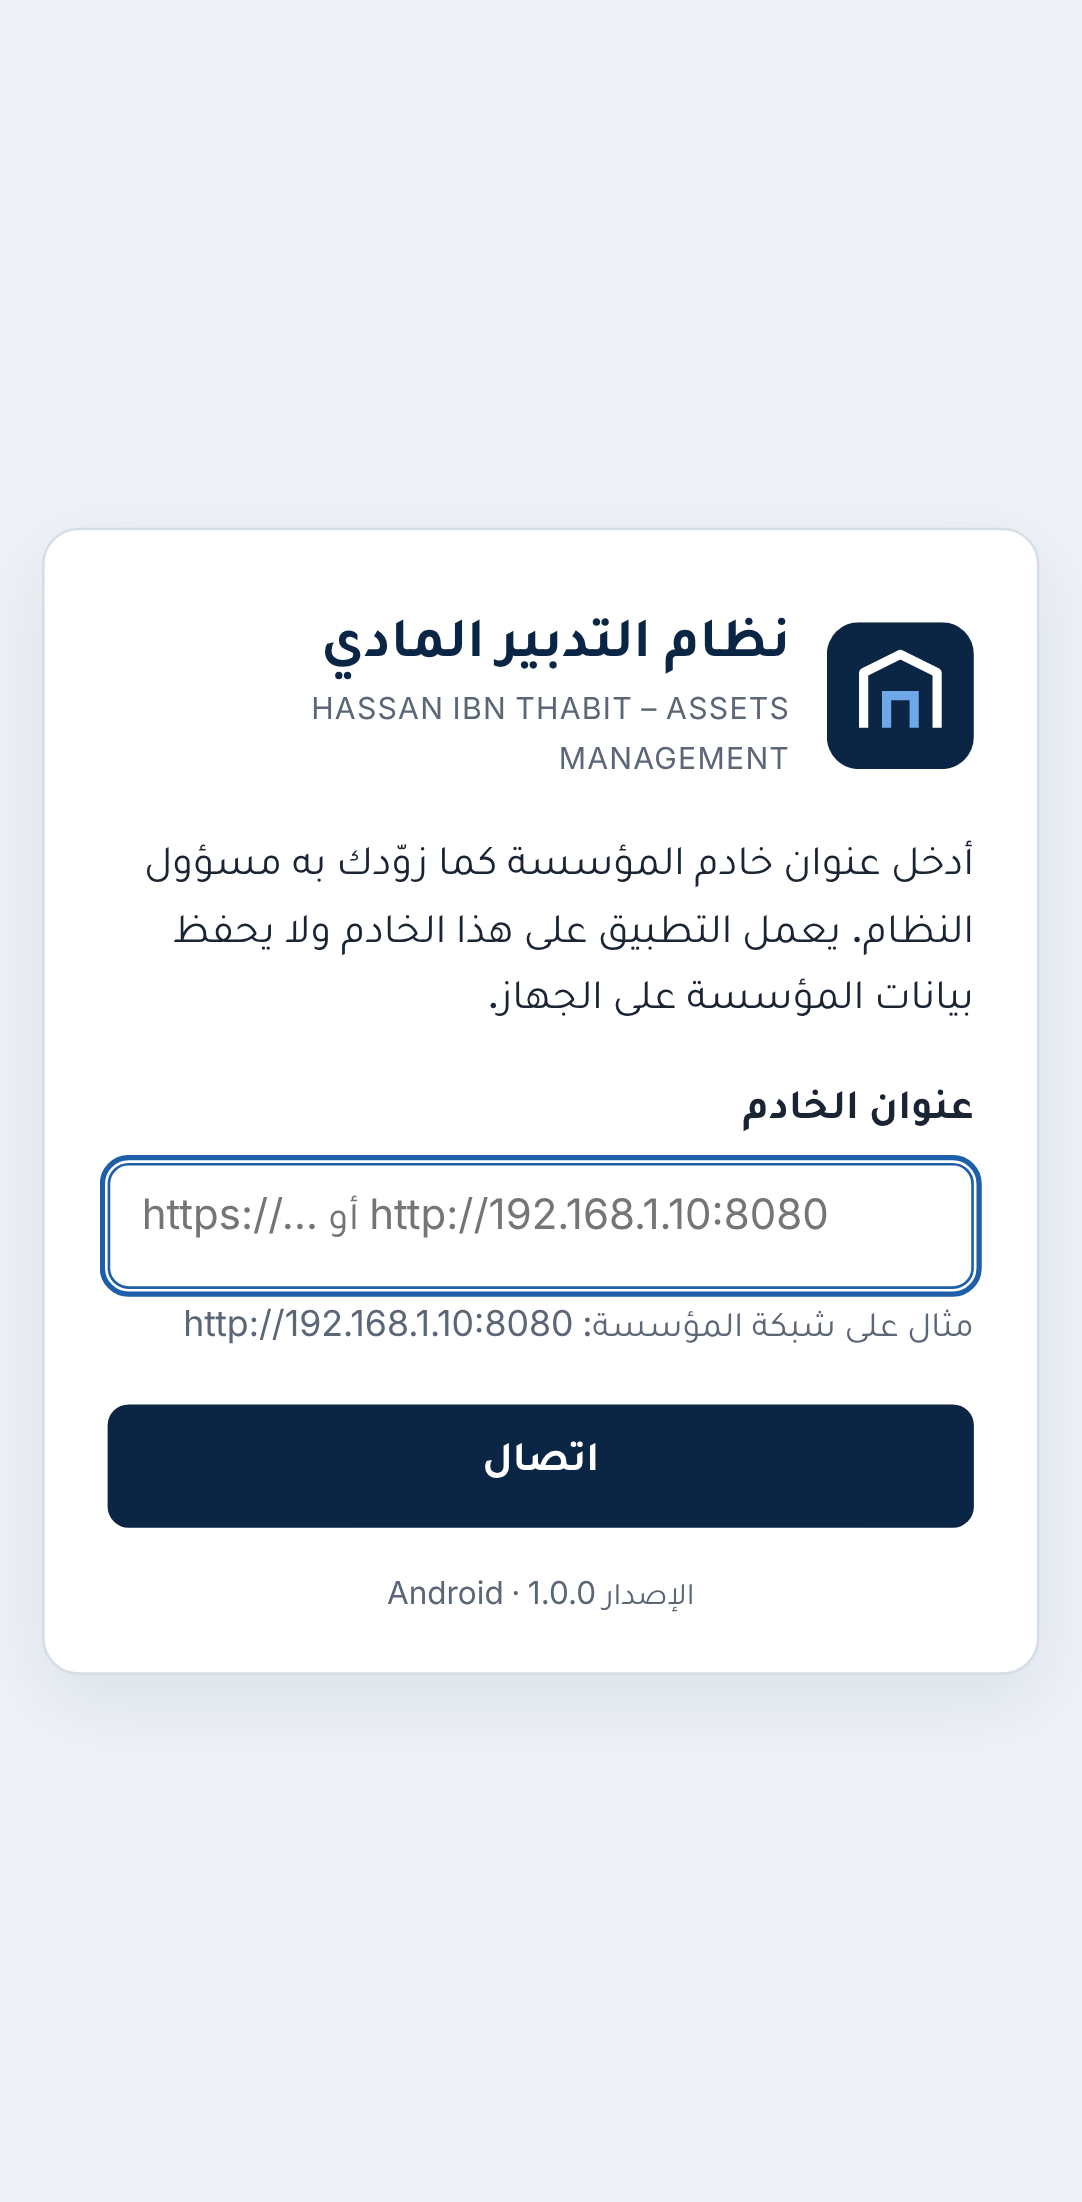 نظام التدبير المادي
HASSAN IBN THABIT – ASSETS
MANAGEMENT
أدخل عنوان خادم المؤسسة كما زوّدك به مسؤول
النظام. يعمل التطبيق على هذا الخادم ولا يحفظ
بيانات المؤسسة على الجهاز.
عنوان الخادم
https://... أو http://192.168.1.10:8080
مثال على شبكة المؤسسة: http://192.168.1.10:8080
اتصال
الإصدار 1.0.0 · Android